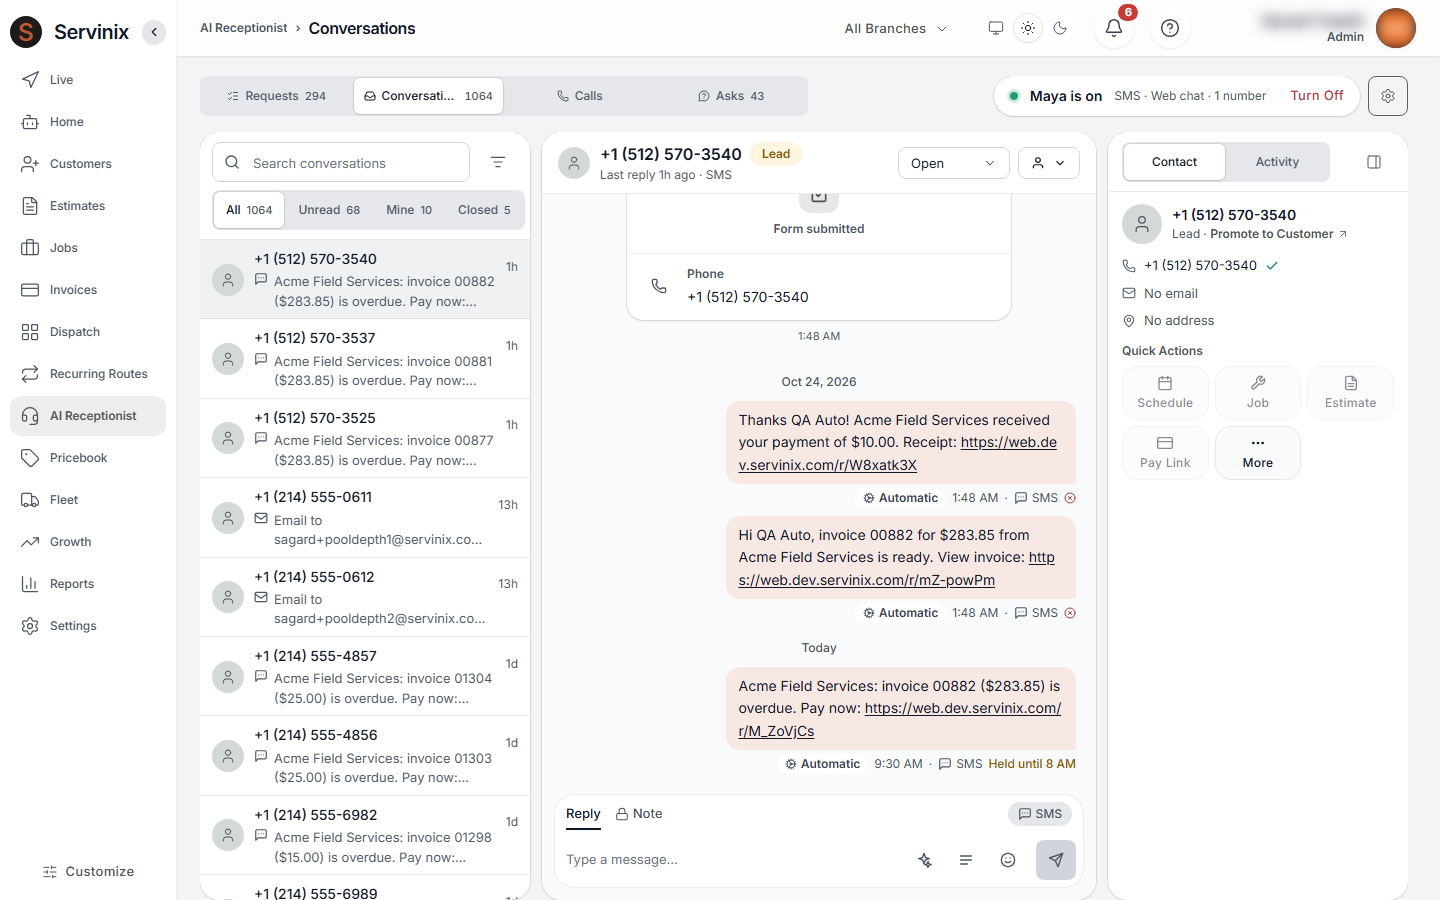 Servinix
Live
Home
Customers
Estimates
Jobs
Invoices
Dispatch
Recurring Routes
AI Receptionist
Pricebook
Fleet
Growth
Reports
Settings
Customize
AI Receptionist › Conversations
All Branches
6
Admin
Requests 294
Conversati... 1064
Calls
Asks 43
Maya is on SMS · Web chat · 1 number Turn Off
Search conversations
All 1064 Unread 68 Mine 10 Closed 5
+1 (512) 570-3540
1h
Acme Field Services: invoice 00882
($283.85) is overdue. Pay now:...
+1 (512) 570-3537
1h
Acme Field Services: invoice 00881
($283.85) is overdue. Pay now:...
+1 (512) 570-3525
1h
Acme Field Services: invoice 00877
($283.85) is overdue. Pay now:...
+1 (214) 555-0611
13h
Email to
sagard+pooldepth1@servinix.co...
+1 (214) 555-0612
13h
Email to
sagard+pooldepth2@servinix.co...
+1 (214) 555-4857
1d
Acme Field Services: invoice 01304
($25.00) is overdue. Pay now:...
+1 (214) 555-4856
1d
Acme Field Services: invoice 01303
($25.00) is overdue. Pay now:...
+1 (214) 555-6982
1d
Acme Field Services: invoice 01298
($15.00) is overdue. Pay now:...
+1 (214) 555-6989
+1 (512) 570-3540 Lead
Last reply 1h ago · SMS
Open
Form submitted
Phone
+1 (512) 570-3540
1:48 AM
Oct 24, 2026
Thanks QA Auto! Acme Field Services received
your payment of $10.00. Receipt: https://web.de
v.servinix.com/r/W8xatk3X
Automatic 1:48 AM · SMS
Hi QA Auto, invoice 00882 for $283.85 from
Acme Field Services is ready. View invoice: http
s://web.dev.servinix.com/r/mZ-powPm
Automatic 1:48 AM · SMS
Today
Acme Field Services: invoice 00882 ($283.85) is
overdue. Pay now: https://web.dev.servinix.com/
r/M_ZoVjCs
Automatic 9:30 AM · SMS Held until 8 AM
Reply Note SMS
Type a message...
Contact Activity
+1 (512) 570-3540
Lead · Promote to Customer
+1 (512) 570-3540
No email
No address
Quick Actions
Schedule Job Estimate
Pay Link More